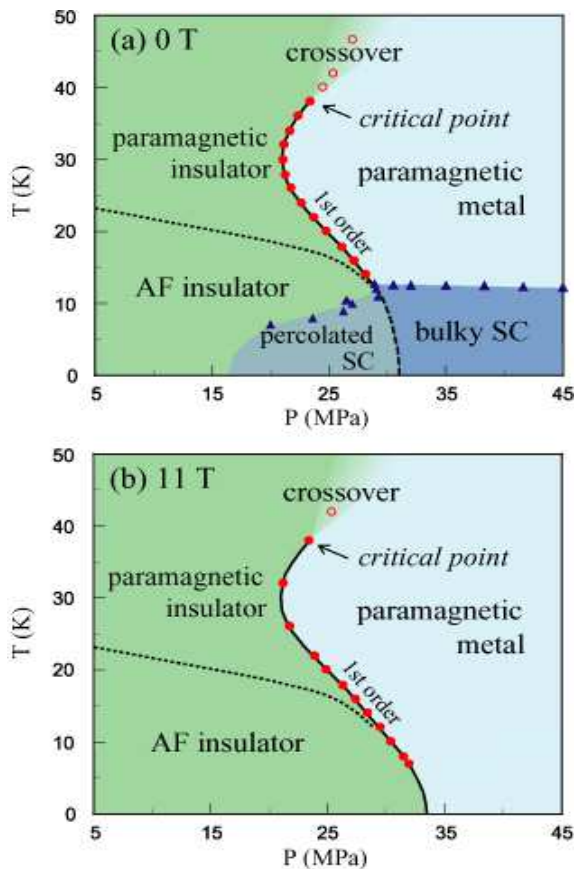 (a) 0 T
crossover
critical point
paramagnetic
insulator
paramagnetic
metal
1st order
AF insulator
percolated
SC
bulky SC
T (K)
50
40
30
20
10
0
5
15
25
35
45
P (MPa)
(b) 11 T
crossover
critical point
paramagnetic
insulator
paramagnetic
metal
1st order
AF insulator
T (K)
50
40
30
20
10
0
5
15
25
35
45
P (MPa)